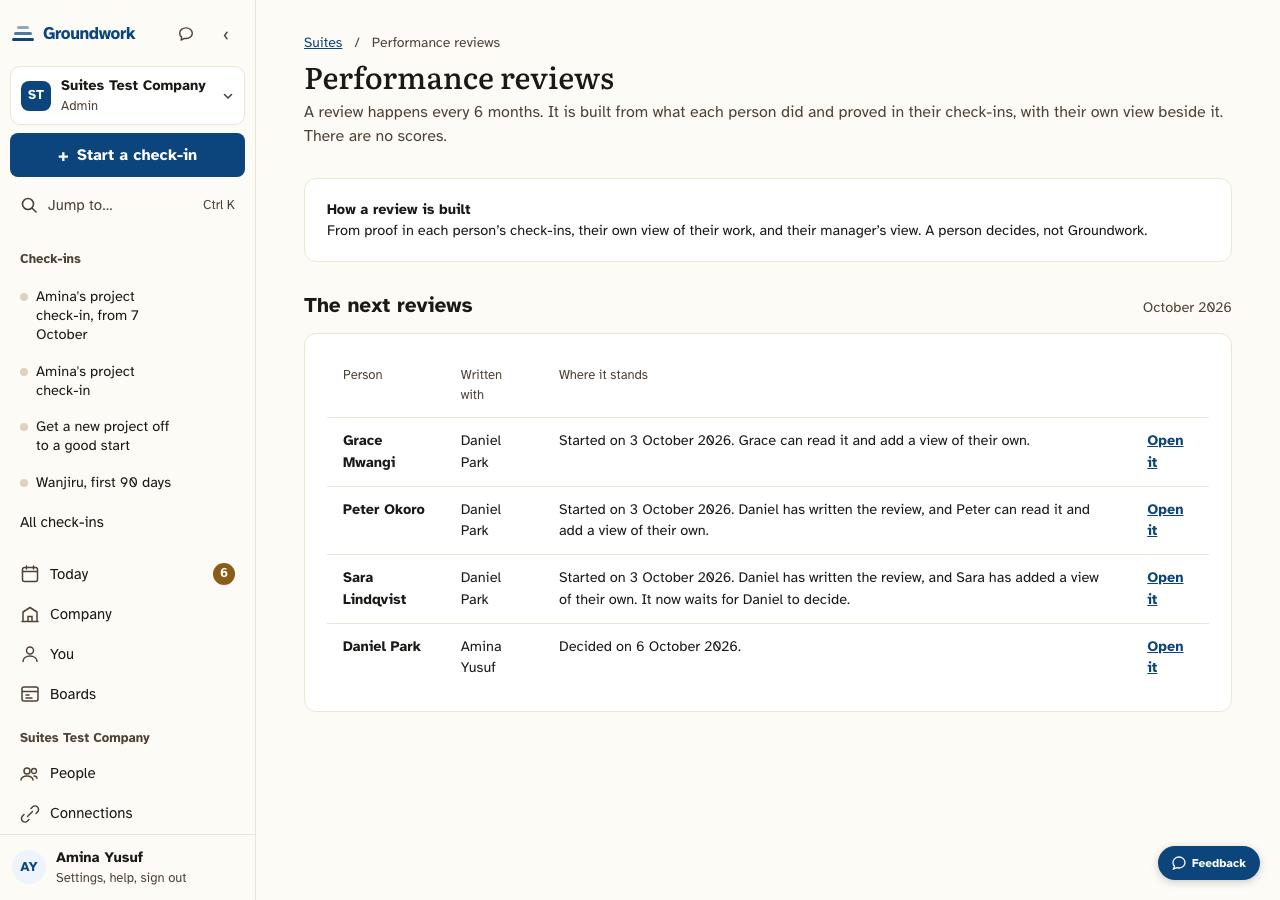 Groundwork
‹
ST
Suites Test Company
Admin
+ Start a check-in
Jump to...
Ctrl K
Check-ins
Amina's project
check-in, from 7
October
Amina's project
check-in
Get a new project off
to a good start
Wanjiru, first 90 days
All check-ins
Today
6
Company
You
Boards
Suites Test Company
People
Connections
AY
Amina Yusuf
Settings, help, sign out
Suites / Performance reviews
Performance reviews
A review happens every 6 months. It is built from what each person did and proved in their check-ins, with their own view beside it.
There are no scores.
How a review is built
From proof in each person’s check-ins, their own view of their work, and their manager’s view. A person decides, not Groundwork.
The next reviews
October 2026
Person
Written
with
Where it stands
Grace
Mwangi
Daniel
Park
Started on 3 October 2026. Grace can read it and add a view of their own.
Open
it
Peter Okoro
Daniel
Park
Started on 3 October 2026. Daniel has written the review, and Peter can read it and
add a view of their own.
Open
it
Sara
Lindqvist
Daniel
Park
Started on 3 October 2026. Daniel has written the review, and Sara has added a view
of their own. It now waits for Daniel to decide.
Open
it
Daniel Park
Amina
Yusuf
Decided on 6 October 2026.
Open
it
Feedback